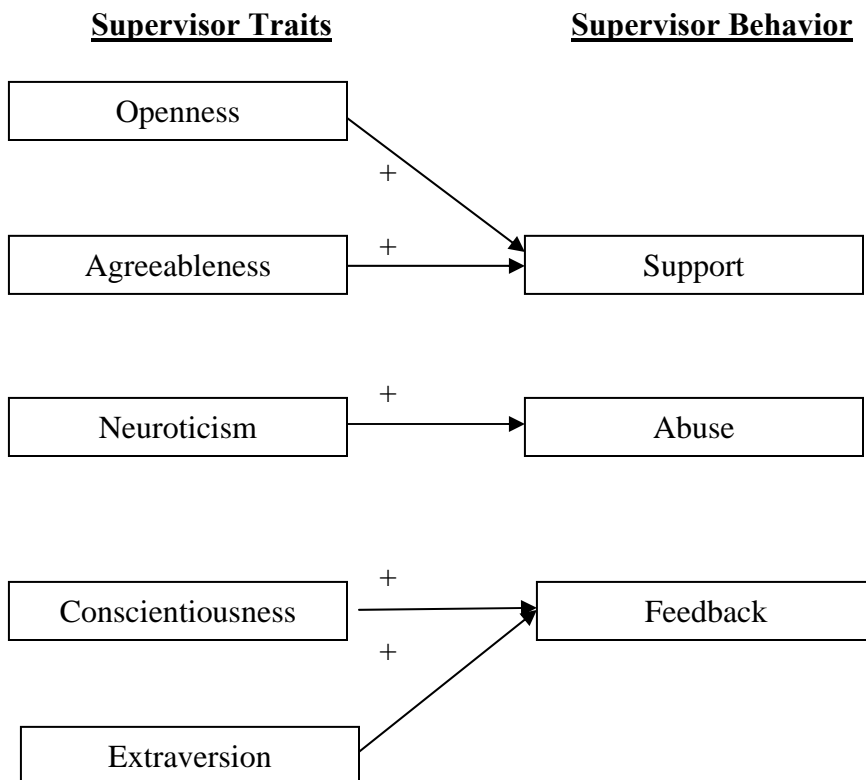 Supervisor Traits Supervisor Behavior
Openness
+
+
Agreeableness Support
+
Neuroticism Abuse
+
Conscientiousness Feedback
+
Extraversion